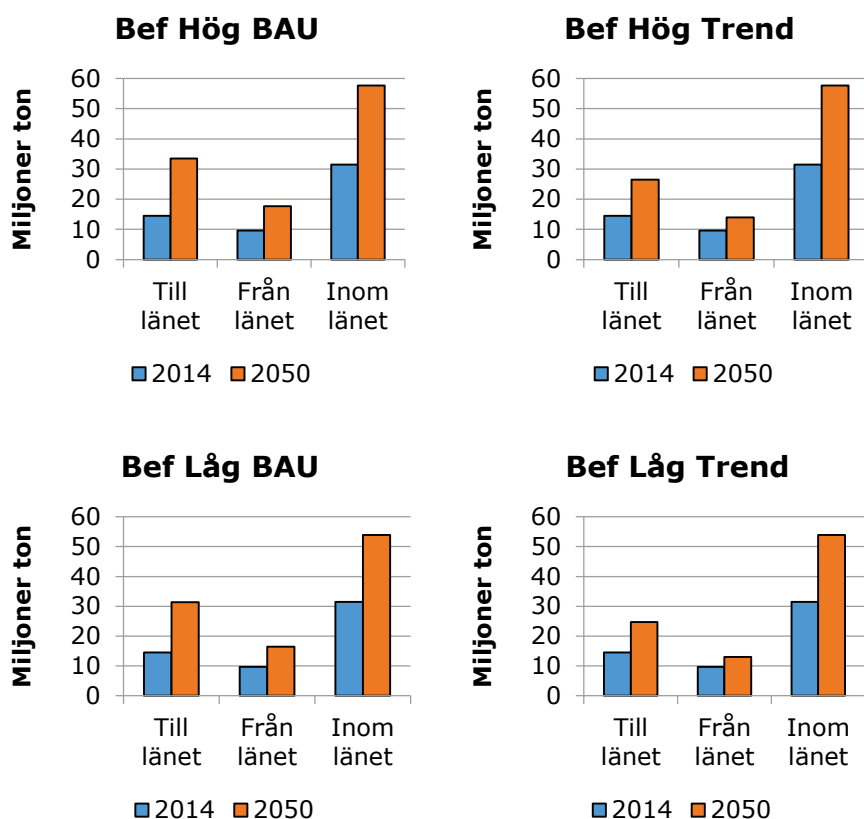 Bef Hög BAU
Miljoner ton
60
50
40
30
20
10
0
Till länet
Från länet
Inom länet
2014 2050
Bef Hög Trend
Miljoner ton
60
50
40
30
20
10
0
Till länet
Från länet
Inom länet
2014 2050
Bef Låg BAU
Miljoner ton
60
50
40
30
20
10
0
Till länet
Från länet
Inom länet
2014 2050
Bef Låg Trend
Miljoner ton
60
50
40
30
20
10
0
Till länet
Från länet
Inom länet
2014 2050